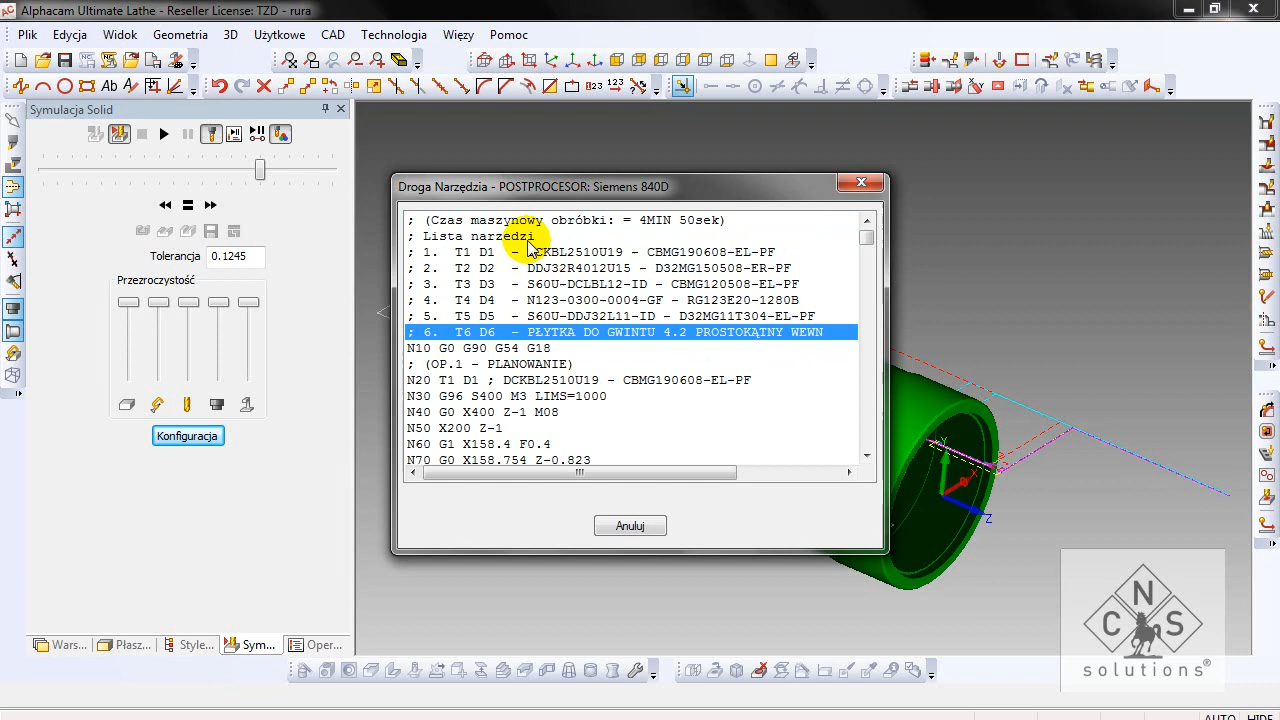 Alphacam Ultimate Lathe - Reseller License: TZD - rura
Plik Edycja Widok Geometria 3D Użytkowe CAD Technologia Więzy Pomoc
Symulacja Solid
Tolerancja 0.1245
Przezroczystość
Konfiguracja
Wars... Płasz... Style... Sym... Oper...
Droga Narzędzia - POSTPROCESOR: Siemens 840D
; (Czas maszynowy obróbki: = 4MIN 50sek)
; Lista narzedzi
; 1. T1 D1 - DCKBL2510U19 - CBMG190608-EL-PF
; 2. T2 D2 - DDJ32R4012U15 - D32MG150508-ER-PF
; 3. T3 D3 - S60U-DCLBL12-ID - CBMG120508-EL-PF
; 4. T4 D4 - N123-0300-0004-GF - RG123E20-1280B
; 5. T5 D5 - S60U-DDJ32L11-ID - D32MG11T304-EL-PF
; 6. T6 D6 - PŁYTKA DO GWINTU 4.2 PROSTOKĄTNY WEWN
N10 G0 G90 G54 G18
; (OP.1 - PLANOWANIE)
N20 T1 D1 ; DCKBL2510U19 - CBMG190608-EL-PF
N30 G96 S400 M3 LIMS=1000
N40 G0 X400 Z-1 M08
N50 X200 Z-1
N60 G1 X158.4 F0.4
N70 G0 X158.754 Z-0.823
Anuluj
Y
X
Z
C N S
solutions®
AUTO HIDE